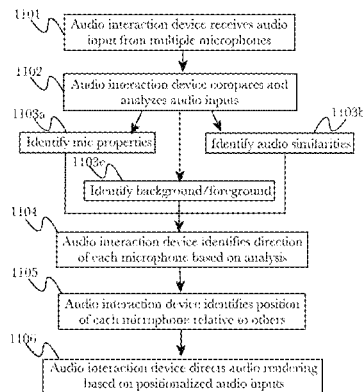 1101
Audio interaction device receives audio
input from multiple microphones
1102
Audio interaction device compares and
analyzes audio inputs
1103a
1103b
Identify mic properties
Identify audio similarities
1103c
Identify background/foreground
1104
Audio interaction device identifies direction
of each microphone based on analysis
1105
Audio interaction device identifies position
of each microphone relative to others
1106
Audio interaction device directs audio rendering
based on positionalized audio inputs